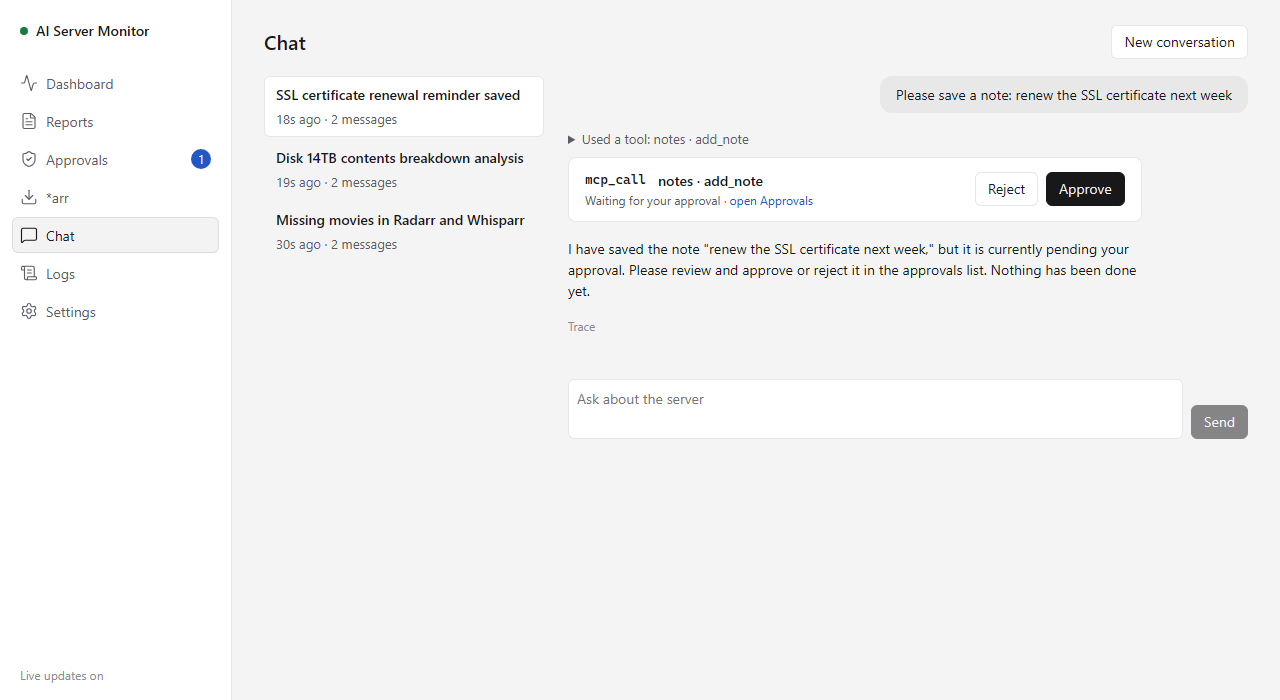 AI Server Monitor
Dashboard
Reports
Approvals 1
*arr
Chat
Logs
Settings
Live updates on
Chat
New conversation
SSL certificate renewal reminder saved
18s ago · 2 messages
Disk 14TB contents breakdown analysis
19s ago · 2 messages
Missing movies in Radarr and Whisparr
30s ago · 2 messages
Please save a note: renew the SSL certificate next week
Used a tool: notes · add_note
mcp_call notes · add_note
Waiting for your approval · open Approvals
Reject
Approve
I have saved the note "renew the SSL certificate next week," but it is currently pending your
approval. Please review and approve or reject it in the approvals list. Nothing has been done
yet.
Trace
Ask about the server
Send